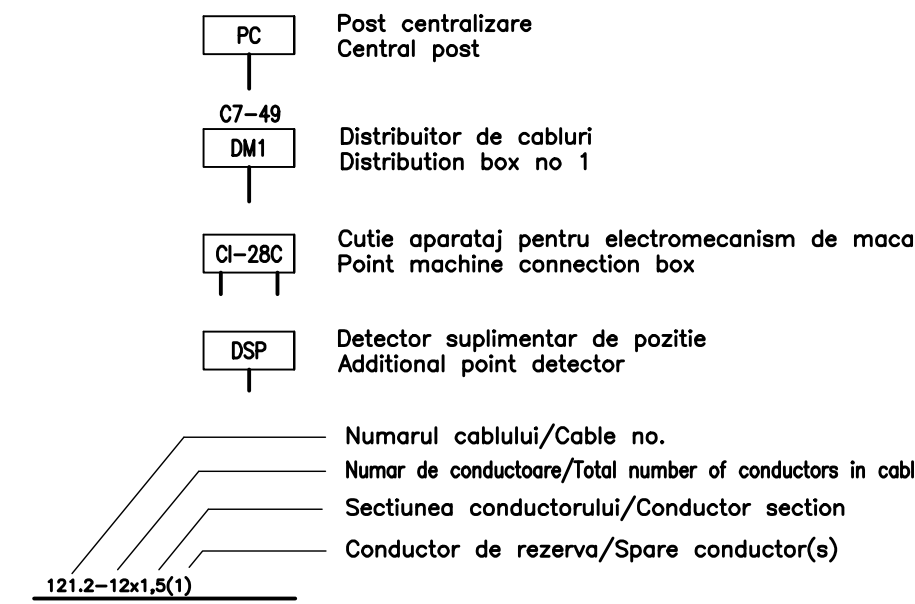 PC
Post centralizare
Central post
C7-49
DM1
Distribuitor de cabluri
Distribution box no 1
CI-28C
Cutie aparataj pentru electromecanism de maca
Point machine connection box
DSP
Detector suplimentar de pozitie
Additional point detector
Numarul cablului/Cable no.
Numar de conductoare/Total number of conductors in cabl
Sectiunea conductorului/Conductor section
Conductor de rezerva/Spare conductor(s)
121.2-12x1,5(1)